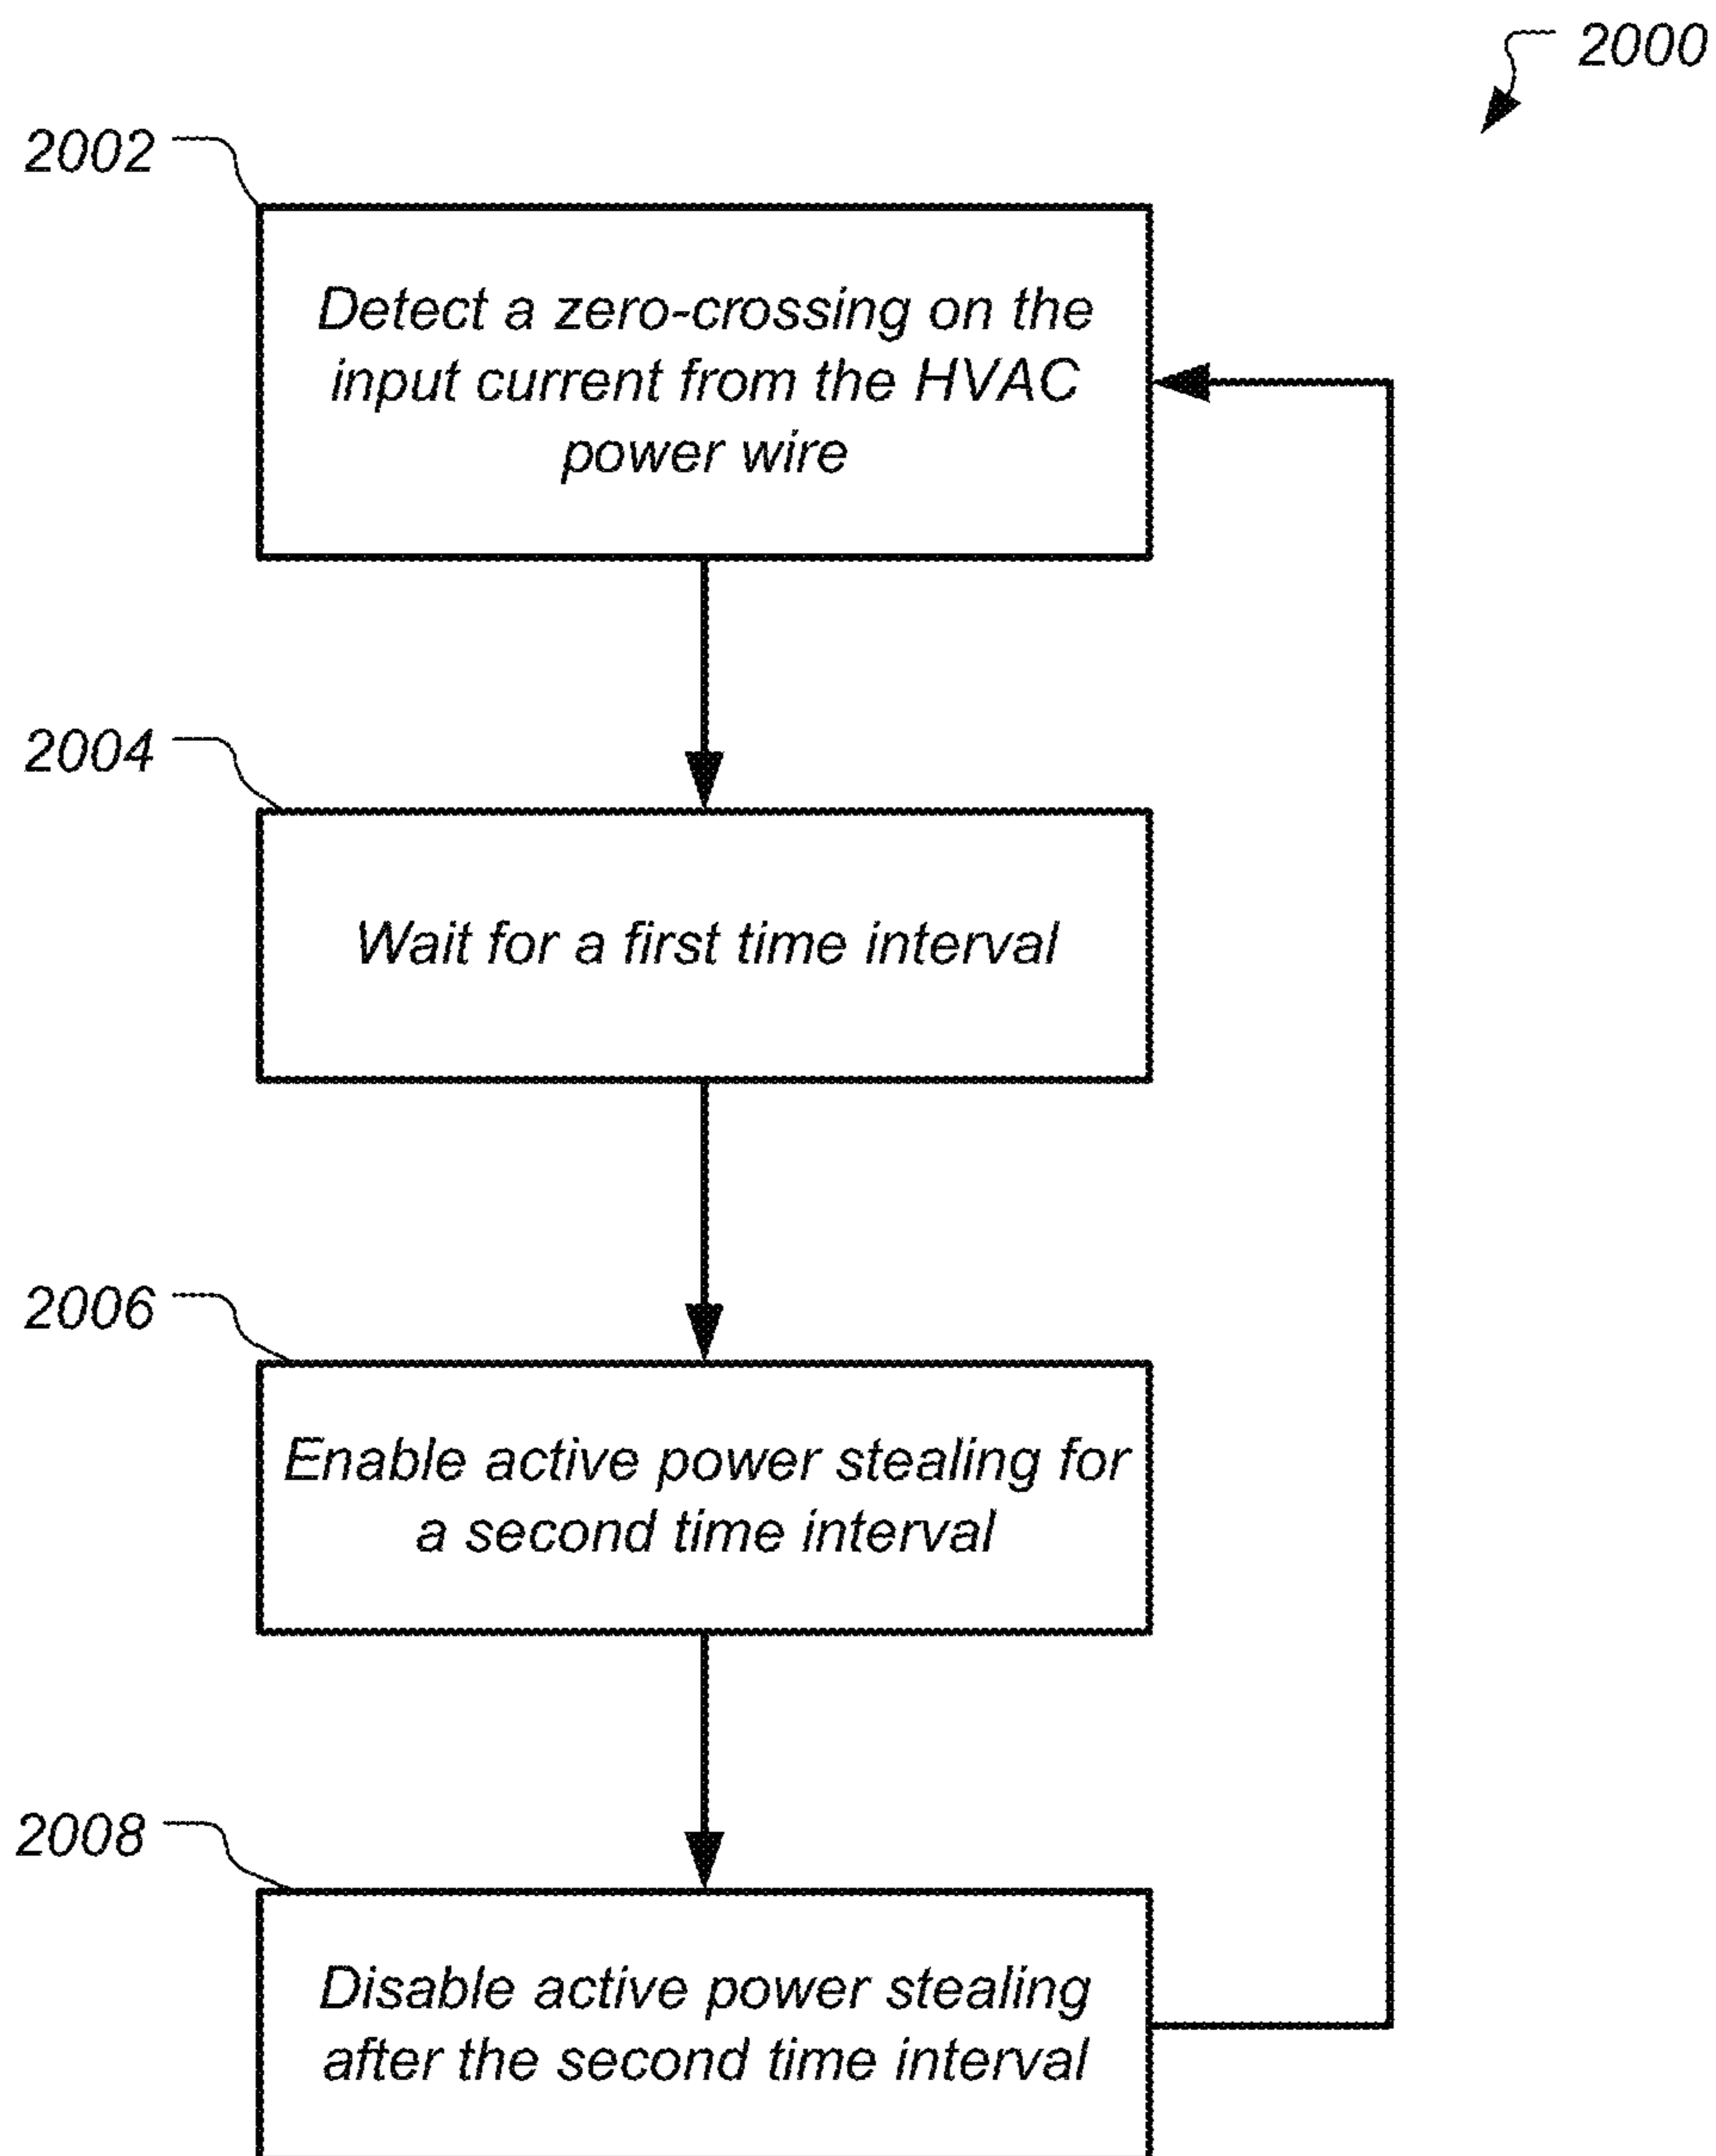 2000
2002
Detect a zero-crossing on the
input current from the HVAC
power wire
2004
Wait for a first time interval
2006
Enable active power stealing for
a second time interval
2008
Disable active power stealing
after the second time interval